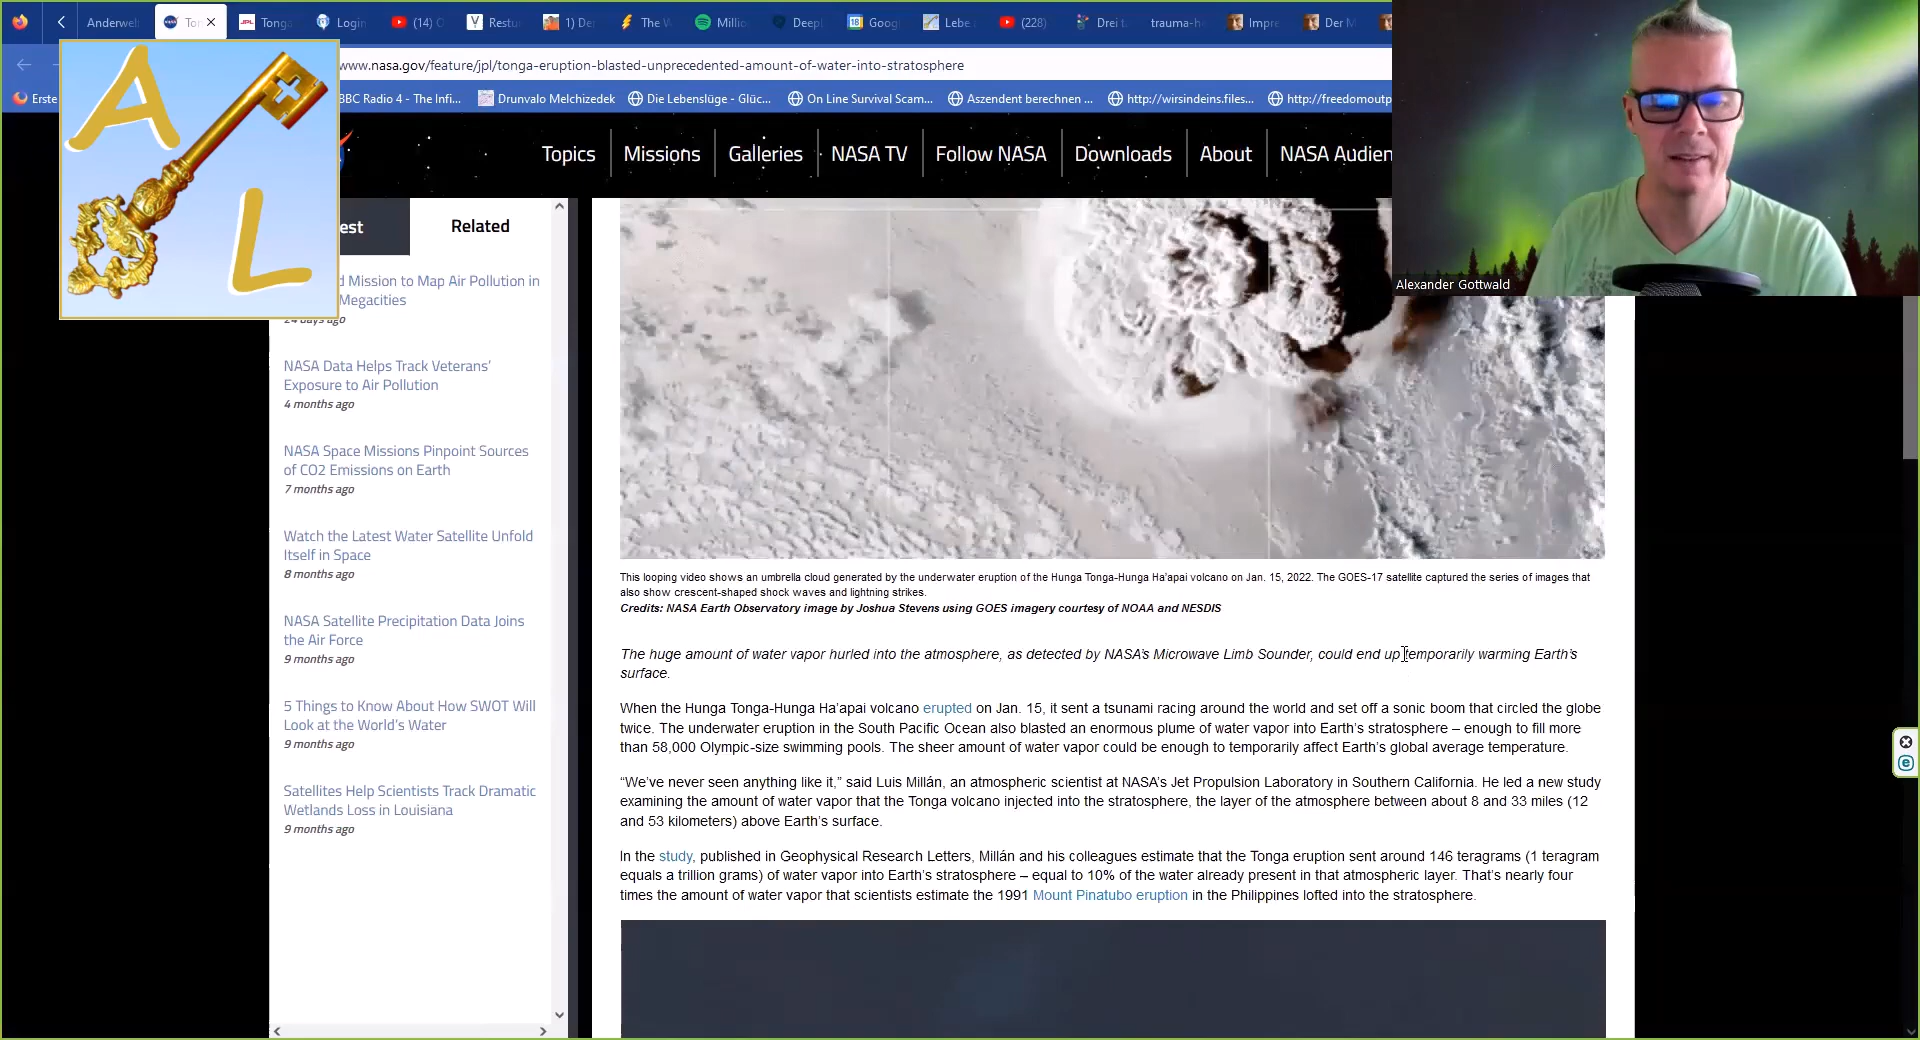 Tonga
Login
(14)
Restu
1) De
The W
Millio
Deepl
Goog
Lebe
(228)
Drei t
trauma-h
Impre
Der M
www.nasa.gov/feature/jpl/tonga-eruption-blasted-unprecedented-amount-of-water-into-stratosphere
Erste
BBC Radio 4 - The Infi...
Drunvalo Melchizedek
Die Lebenslüge - Glüc...
On Line Survival Scam...
Aszendent berechnen ...
http://wirsindeins.files...
http://freedomoutp
A
L
Topics
Missions
Galleries
NASA TV
Follow NASA
Downloads
About
NASA Audien
Alexander Gottwald
est
Related
d Mission to Map Air Pollution in
Megacities
24 days ago
NASA Data Helps Track Veterans’
Exposure to Air Pollution
4 months ago
NASA Space Missions Pinpoint Sources
of CO2 Emissions on Earth
7 months ago
Watch the Latest Water Satellite Unfold
Itself in Space
8 months ago
NASA Satellite Precipitation Data Joins
the Air Force
9 months ago
5 Things to Know About How SWOT Will
Look at the World’s Water
9 months ago
Satellites Help Scientists Track Dramatic
Wetlands Loss in Louisiana
9 months ago
This looping video shows an umbrella cloud generated by the underwater eruption of the Hunga Tonga-Hunga Ha’apai volcano on Jan. 15, 2022. The GOES-17 satellite captured the series of images that
also show crescent-shaped shock waves and lightning strikes.
Credits: NASA Earth Observatory image by Joshua Stevens using GOES imagery courtesy of NOAA and NESDIS
The huge amount of water vapor hurled into the atmosphere, as detected by NASA’s Microwave Limb Sounder, could end up temporarily warming Earth’s
surface.
When the Hunga Tonga-Hunga Ha’apai volcano erupted on Jan. 15, it sent a tsunami racing around the world and set off a sonic boom that circled the globe
twice. The underwater eruption in the South Pacific Ocean also blasted an enormous plume of water vapor into Earth’s stratosphere – enough to fill more
than 58,000 Olympic-size swimming pools. The sheer amount of water vapor could be enough to temporarily affect Earth’s global average temperature.
“We’ve never seen anything like it,” said Luis Millán, an atmospheric scientist at NASA’s Jet Propulsion Laboratory in Southern California. He led a new study
examining the amount of water vapor that the Tonga volcano injected into the stratosphere, the layer of the atmosphere between about 8 and 33 miles (12
and 53 kilometers) above Earth’s surface.
In the study, published in Geophysical Research Letters, Millán and his colleagues estimate that the Tonga eruption sent around 146 teragrams (1 teragram
equals a trillion grams) of water vapor into Earth’s stratosphere – equal to 10% of the water already present in that atmospheric layer. That’s nearly four
times the amount of water vapor that scientists estimate the 1991 Mount Pinatubo eruption in the Philippines lofted into the stratosphere.